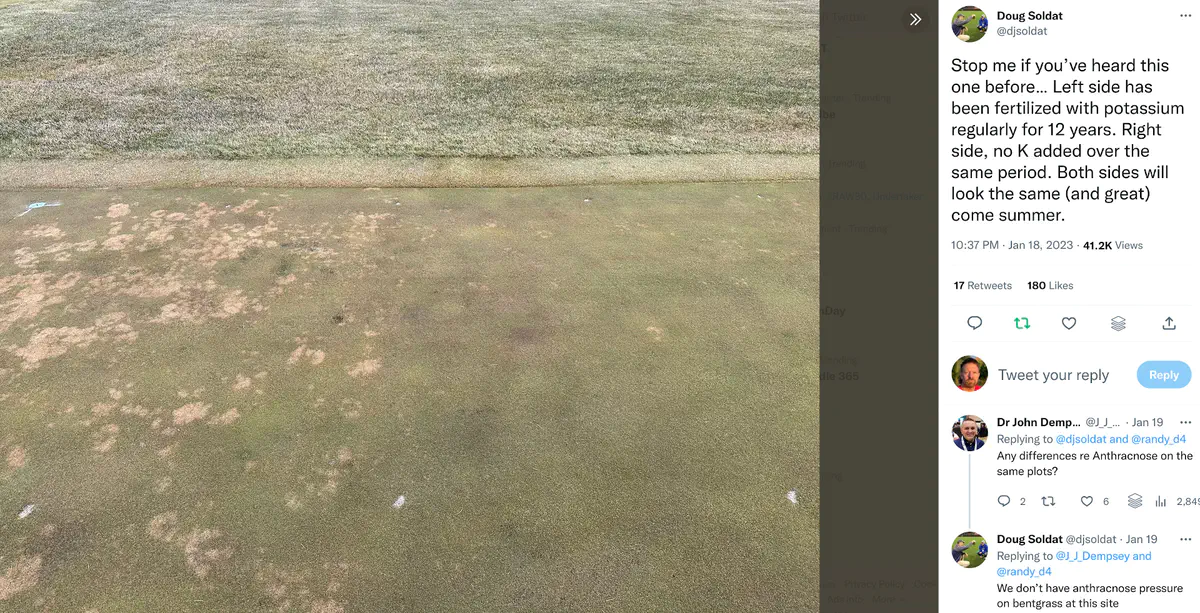 Doug Soldat
@djsoldat
Stop me if you’ve heard this
one before... Left side has
been fertilized with potassium
regularly for 12 years. Right
side, no K added over the
same period. Both sides will
look the same (and great)
come summer.
10:37 PM · Jan 18, 2023 · 41.2K Views
17 Retweets 180 Likes
Tweet your reply
Reply
Dr John Demp... @J_J_... · Jan 19
Replying to @djsoldat and @randy_d4
Any differences re Anthracnose on the
same plots?
2 6 2,849
Doug Soldat @djsoldat · Jan 19
Replying to @J_J_Dempsey and
@randy_d4
We don’t have anthracnose pressure
on bentgrass at this site